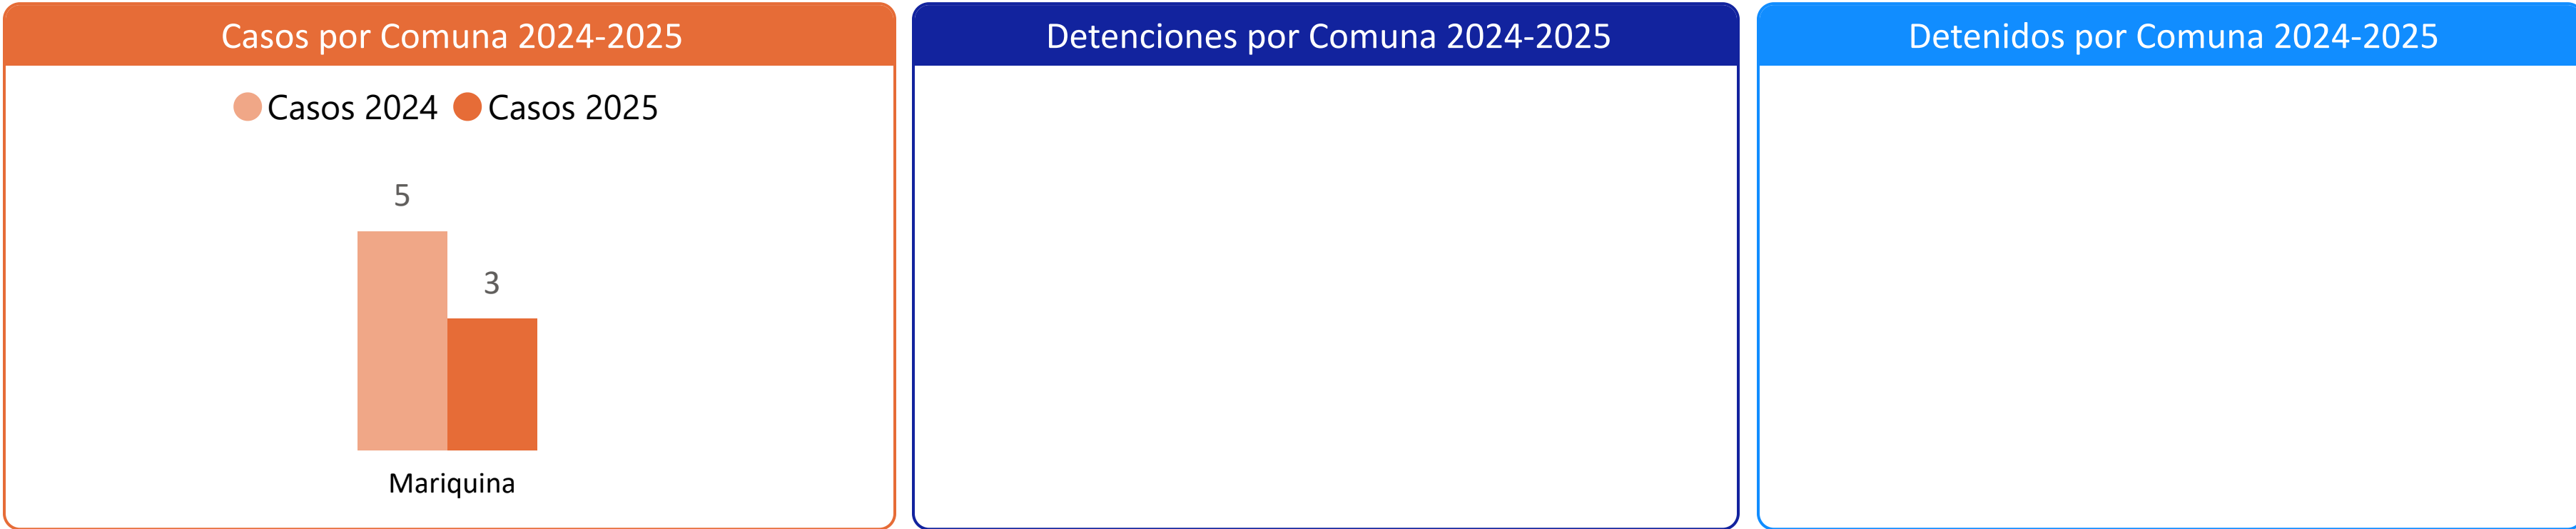 Casos por Comuna 2024-2025
Casos 2024 Casos 2025
5
3
Mariquina
Detenciones por Comuna 2024-2025
Detenidos por Comuna 2024-2025